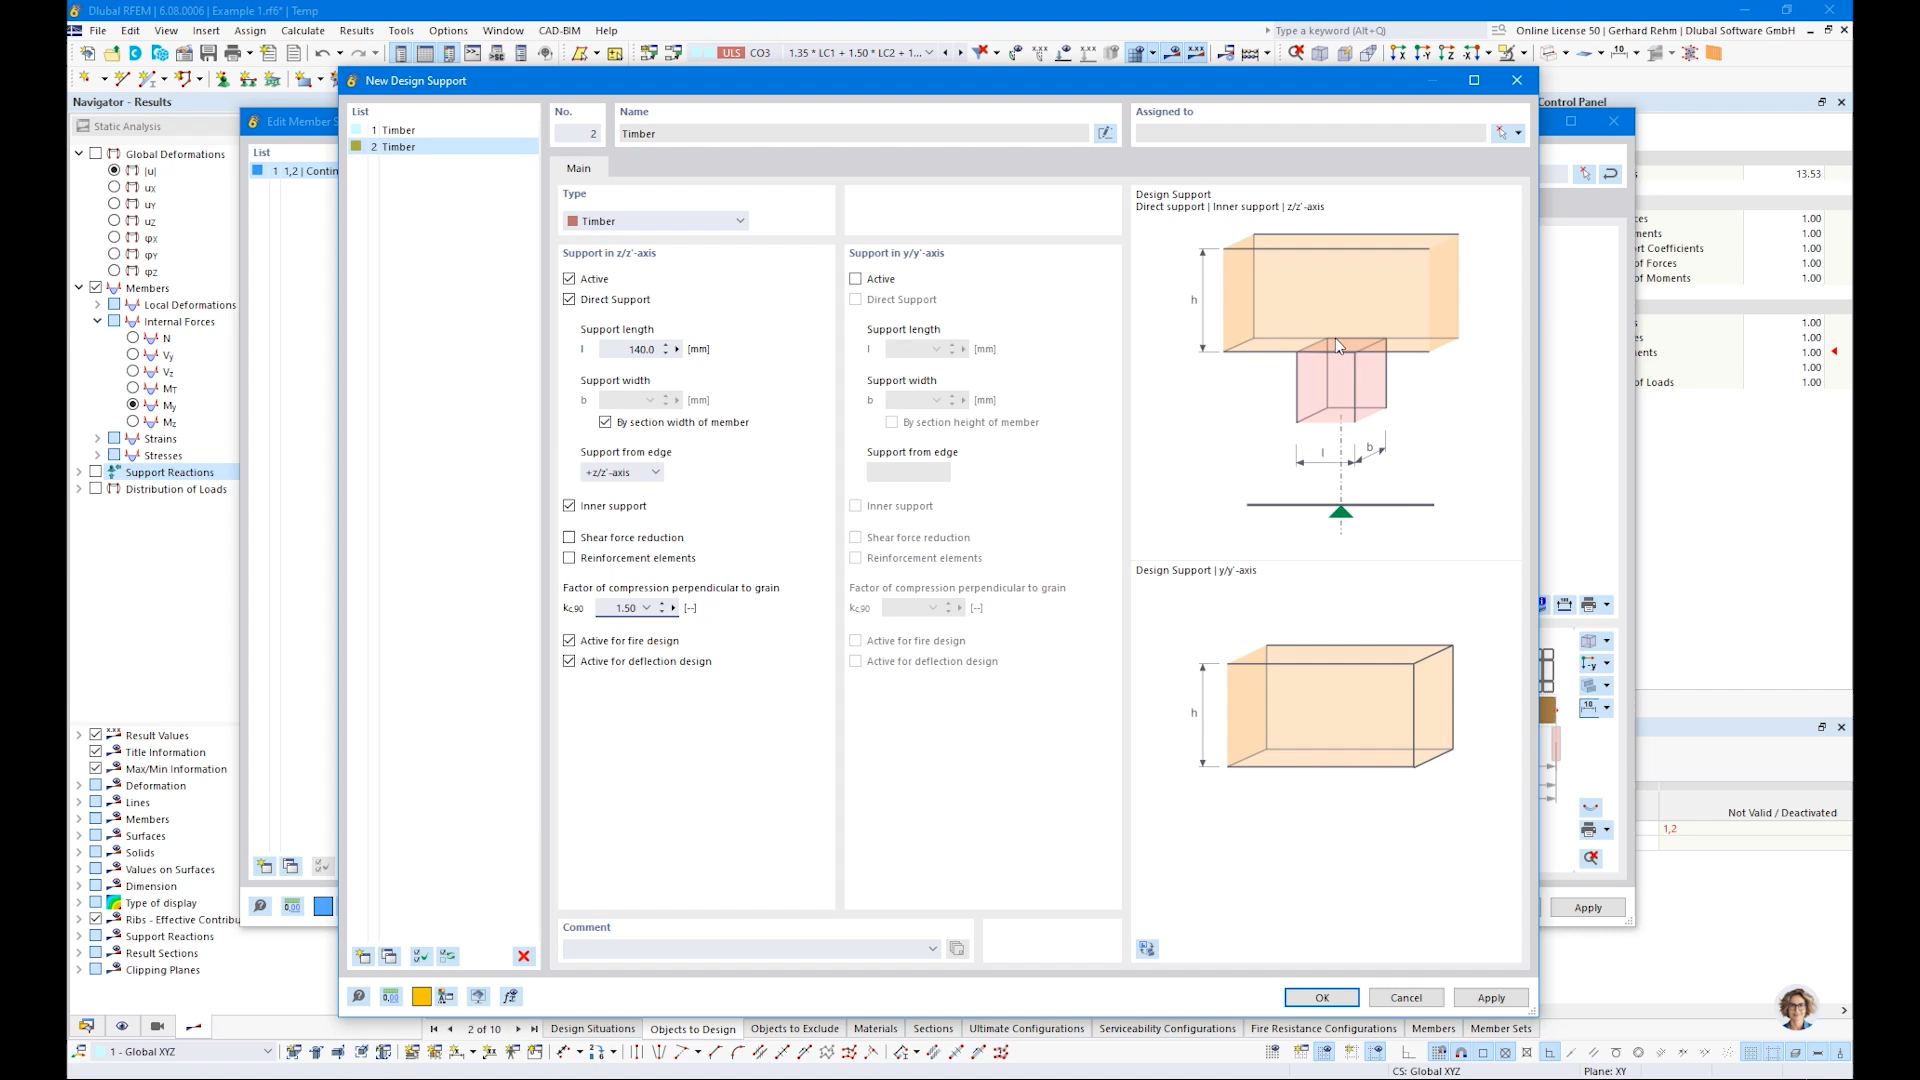 Dlubal RFEM | 6.08.0006 | Example 1.rf6* | Temp
File Edit View Insert Assign Calculate Results Tools Options Window CAD-BIM Help
Type a keyword (Alt+Q)
Online License 50 | Gerhard Rehm | Dlubal Software GmbH
ULS CO3 1.35 * LC1 + 1.50 * LC2 + 1...
Navigator - Results
Static Analysis
Global Deformations
|u|
uX
uY
uZ
φX
φY
φZ
Members
Local Deformations
Internal Forces
N
Vy
Vz
MT
My
Mz
Strains
Stresses
Support Reactions
Distribution of Loads
Result Values
Title Information
Max/Min Information
Deformation
Lines
Members
Surfaces
Solids
Values on Surfaces
Dimension
Type of display
Ribs - Effective Contribu
Support Reactions
Result Sections
Clipping Planes
Edit Member S
List
1 1,2 | Contin
New Design Support
List
1 Timber
2 Timber
No.
2
Name
Timber
Assigned to
Main
Type
Timber
Support in z/z'-axis
Active
Direct Support
Support length
l 140.0 [mm]
Support width
b [mm]
By section width of member
Support from edge
+z/z'-axis
Inner support
Shear force reduction
Reinforcement elements
Factor of compression perpendicular to grain
kc,90 1.50 [--]
Active for fire design
Active for deflection design
Support in y/y'-axis
Active
Direct Support
Support length
l [mm]
Support width
b [mm]
By section height of member
Support from edge
Inner support
Shear force reduction
Reinforcement elements
Factor of compression perpendicular to grain
kc,90 [--]
Active for fire design
Active for deflection design
Comment
Design Support
Direct support | Inner support | z/z'-axis
h
l
b
Design Support | y/y'-axis
h
OK Cancel Apply
Control Panel
13.53
ces 1.00
ments 1.00
rt Coefficients 1.00
of Forces 1.00
of Moments 1.00
s 1.00
s 1.00
ents 1.00
1.00
of Loads 1.00
Not Valid / Deactivated
1,2
Apply
2 of 10 Design Situations Objects to Design Objects to Exclude Materials Sections Ultimate Configurations Serviceability Configurations Fire Resistance Configurations Members Member Sets
1 - Global XYZ
CS: Global XYZ Plane: XY